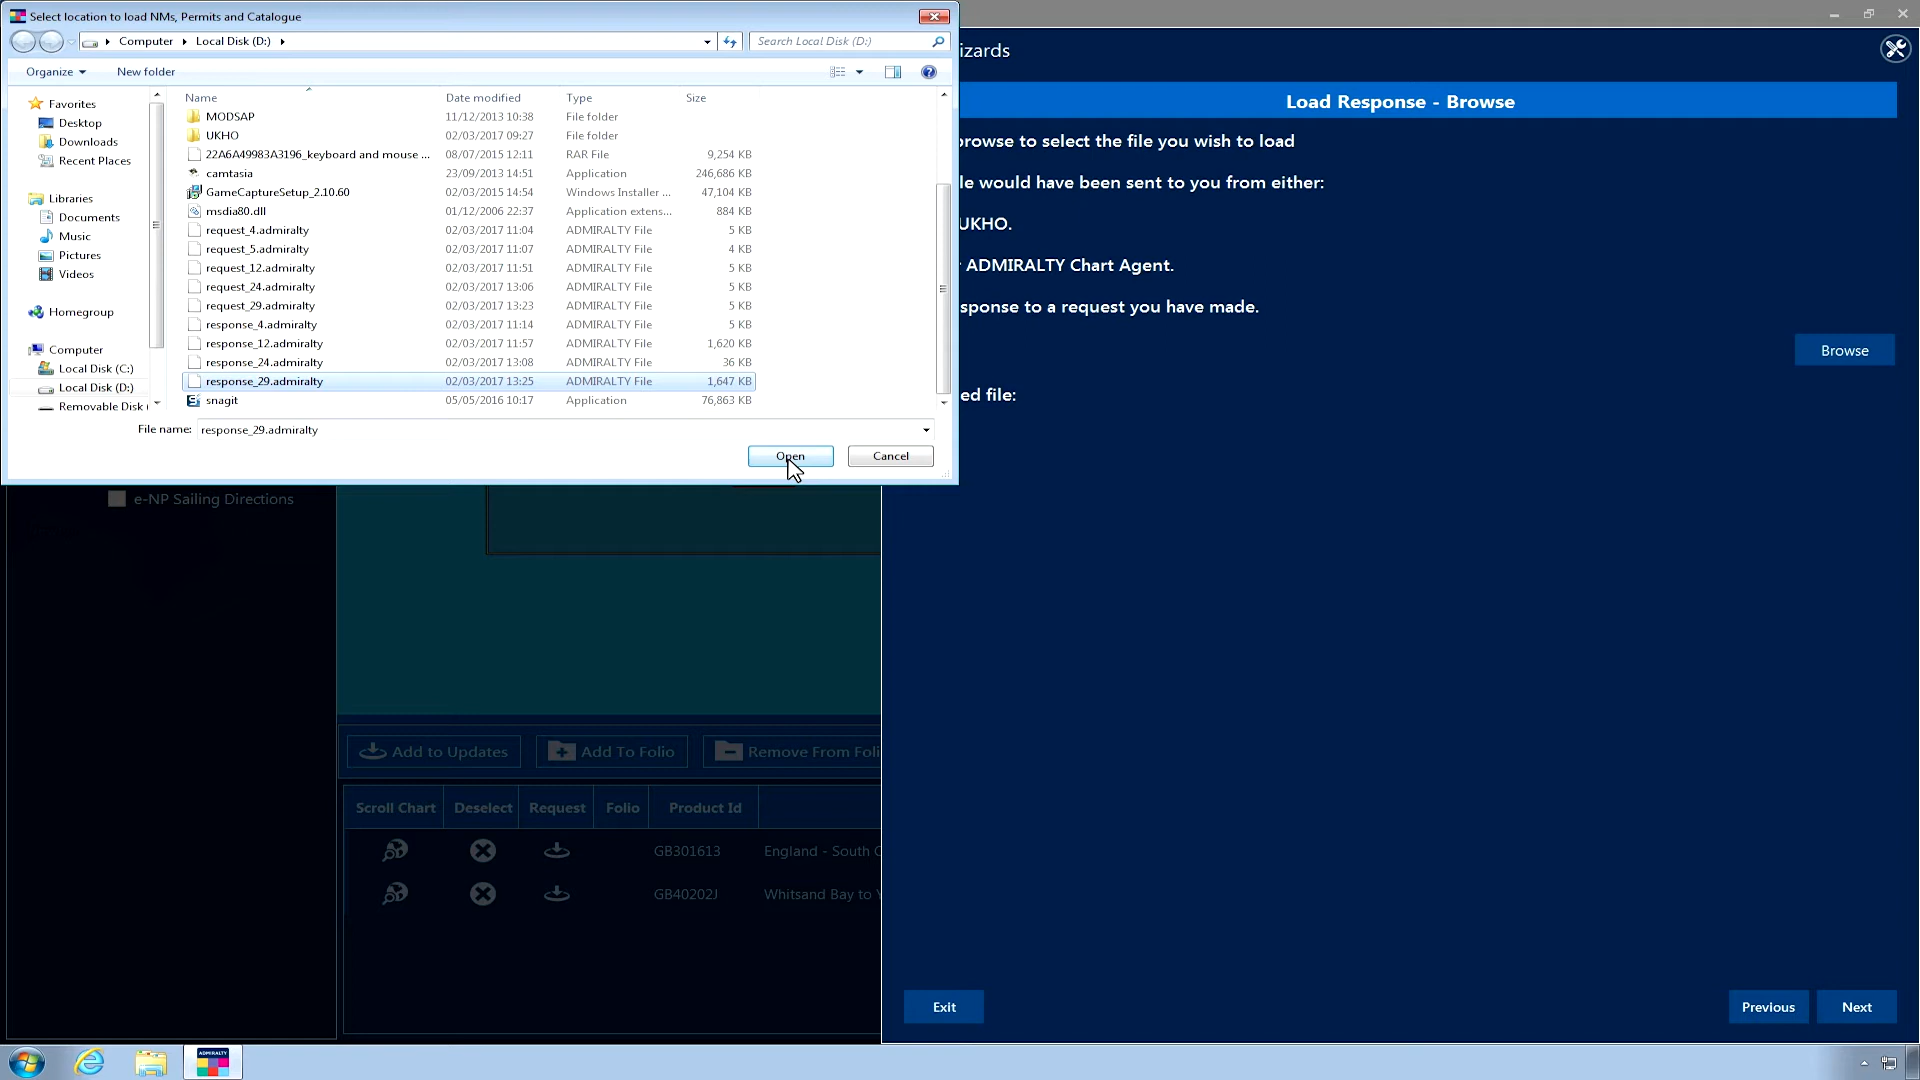 Select location to load NMs, Permits and Catalogue
Computer
Local Disk (D:)
Search Local Disk (D:)
Organize
New folder
Name
Date modified
Type
Size
Favorites
Desktop
Downloads
Recent Places
Libraries
Documents
Music
Pictures
Videos
Homegroup
Computer
Local Disk (C:)
Local Disk (D:)
Removable Disk
MODSAP 11/12/2013 10:38 File folder
UKHO 02/03/2017 09:27 File folder
22A6A49983A3196_keyboard and mouse ... 08/07/2015 12:11 RAR File 9,254 KB
camtasia 23/09/2013 14:51 Application 246,686 KB
GameCaptureSetup_2.10.60 02/03/2015 14:54 Windows Installer ... 47,104 KB
msdia80.dll 01/12/2006 22:37 Application extens... 884 KB
request_4.admiralty 02/03/2017 11:04 ADMIRALTY File 5 KB
request_5.admiralty 02/03/2017 11:07 ADMIRALTY File 4 KB
request_12.admiralty 02/03/2017 11:51 ADMIRALTY File 5 KB
request_24.admiralty 02/03/2017 13:06 ADMIRALTY File 5 KB
request_29.admiralty 02/03/2017 13:23 ADMIRALTY File 5 KB
response_4.admiralty 02/03/2017 11:14 ADMIRALTY File 5 KB
response_12.admiralty 02/03/2017 11:57 ADMIRALTY File 1,620 KB
response_24.admiralty 02/03/2017 13:08 ADMIRALTY File 36 KB
response_29.admiralty 02/03/2017 13:25 ADMIRALTY File 1,647 KB
snagit 05/05/2016 10:17 Application 76,863 KB
File name: response_29.admiralty
Open
Cancel
izards
Load Response - Browse
browse to select the file you wish to load
le would have been sent to you from either:
UKHO.
r ADMIRALTY Chart Agent.
sponse to a request you have made.
Browse
ed file:
e-NP Sailing Directions
Add to Updates
Add To Folio
Remove From Foli
Scroll Chart
Deselect
Request
Folio
Product Id
GB301613 England - South C
GB40202J Whitsand Bay to Y
Exit
Previous
Next
ADMIRALTY